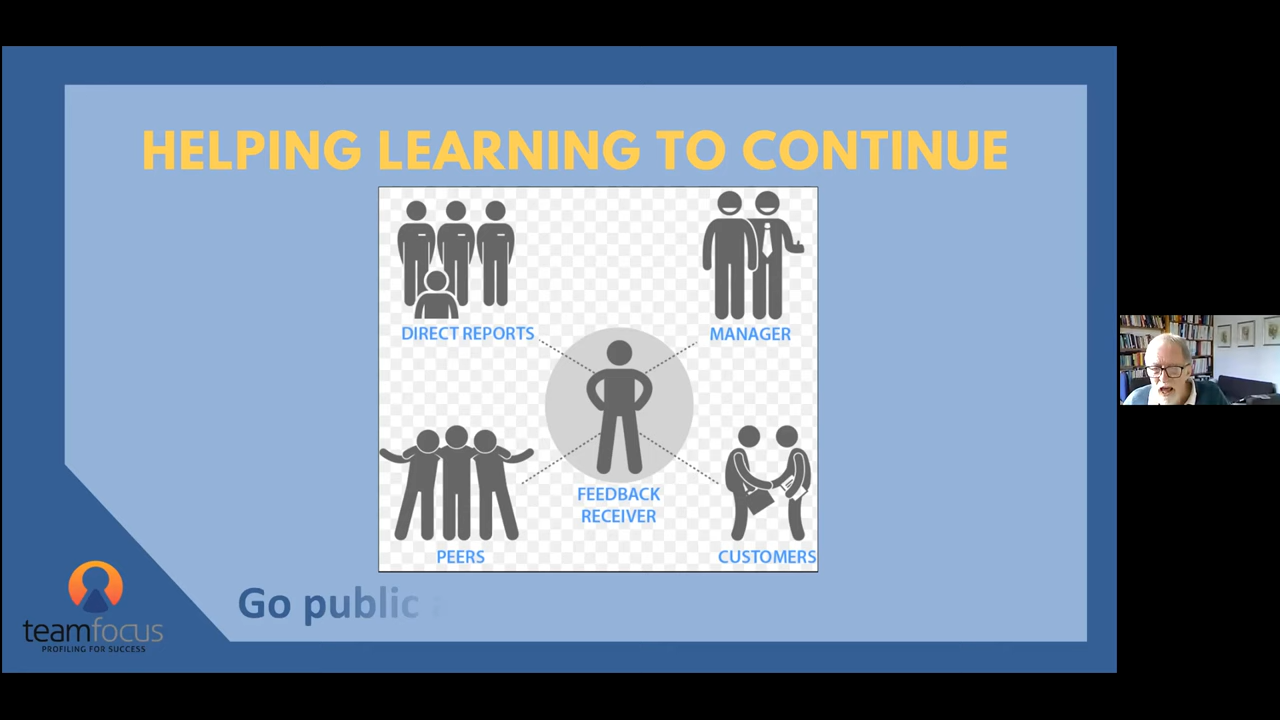 HELPING LEARNING TO CONTINUE
DIRECT REPORTS
MANAGER
FEEDBACK
RECEIVER
PEERS
CUSTOMERS
Go public
teamfocus
PROFILING FOR SUCCESS